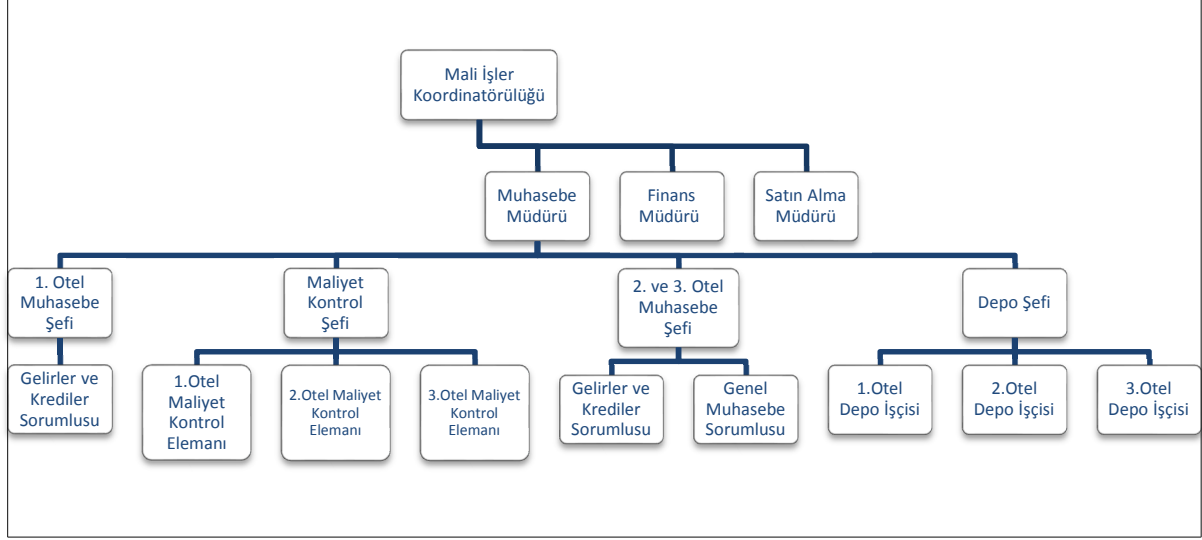 Mali İşler
Koordinatörülüğü
Muhasebe
Müdürü
Finans
Müdürü
Satın Alma
Müdürü
1. Otel
Muhasebe
Şefi
Maliyet
Kontrol
Şefi
2. ve 3. Otel
Muhasebe
Şefi
Depo Şefi
Gelirler ve
Krediler
Sorumlusu
1.Otel
Maliyet
Kontrol
Elemanı
2.Otel Maliyet
Kontrol
Elemanı
3.Otel Maliyet
Kontrol
Elemanı
Gelirler ve
Krediler
Sorumlusu
Genel
Muhasebe
Sorumlusu
1.Otel
Depo İşçisi
2.Otel
Depo İşçisi
3.Otel
Depo İşçisi